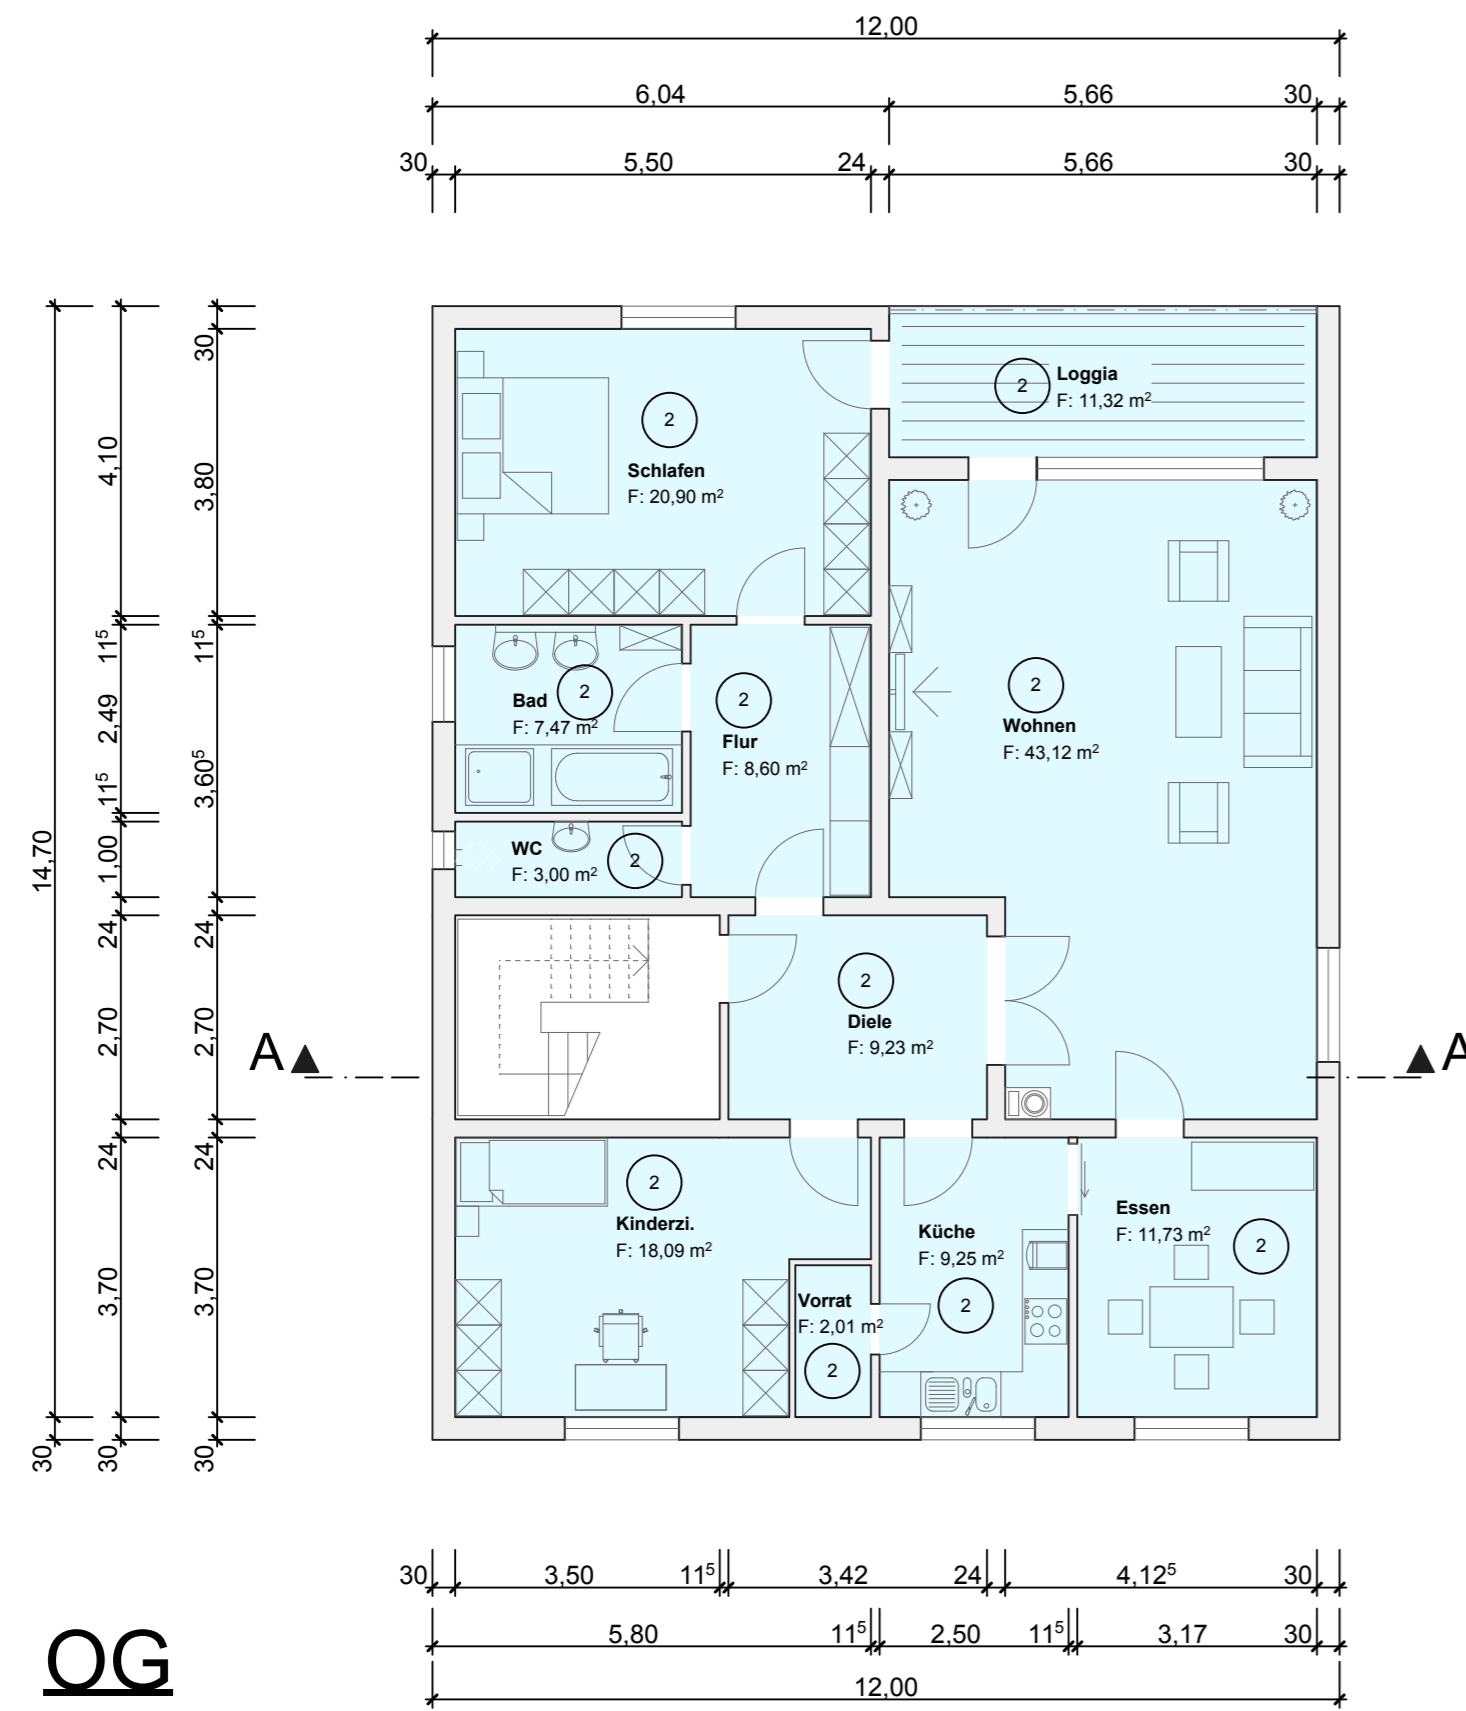 12,00
6,04 5,66 30
30 5,50 24 5,66 30
14,70
30
4,10
11⁵
2,49
11⁵
1,00
24
2,70
24
3,70
30
30
3,80
11⁵
3,60⁵
24
2,70
24
3,70
30
2
Loggia
F: 11,32 m²
2
Schlafen
F: 20,90 m²
2
Bad
F: 7,47 m²
2
Flur
F: 8,60 m²
2
Wohnen
F: 43,12 m²
WC
F: 3,00 m²
2
2
Diele
F: 9,23 m²
A
A
2
Kinderzi.
F: 18,09 m²
Küche
F: 9,25 m²
2
Essen
F: 11,73 m²
2
Vorrat
F: 2,01 m²
2
30 3,50 11⁵ 3,42 24 4,12⁵ 30
5,80 11⁵ 2,50 11⁵ 3,17 30
12,00
OG